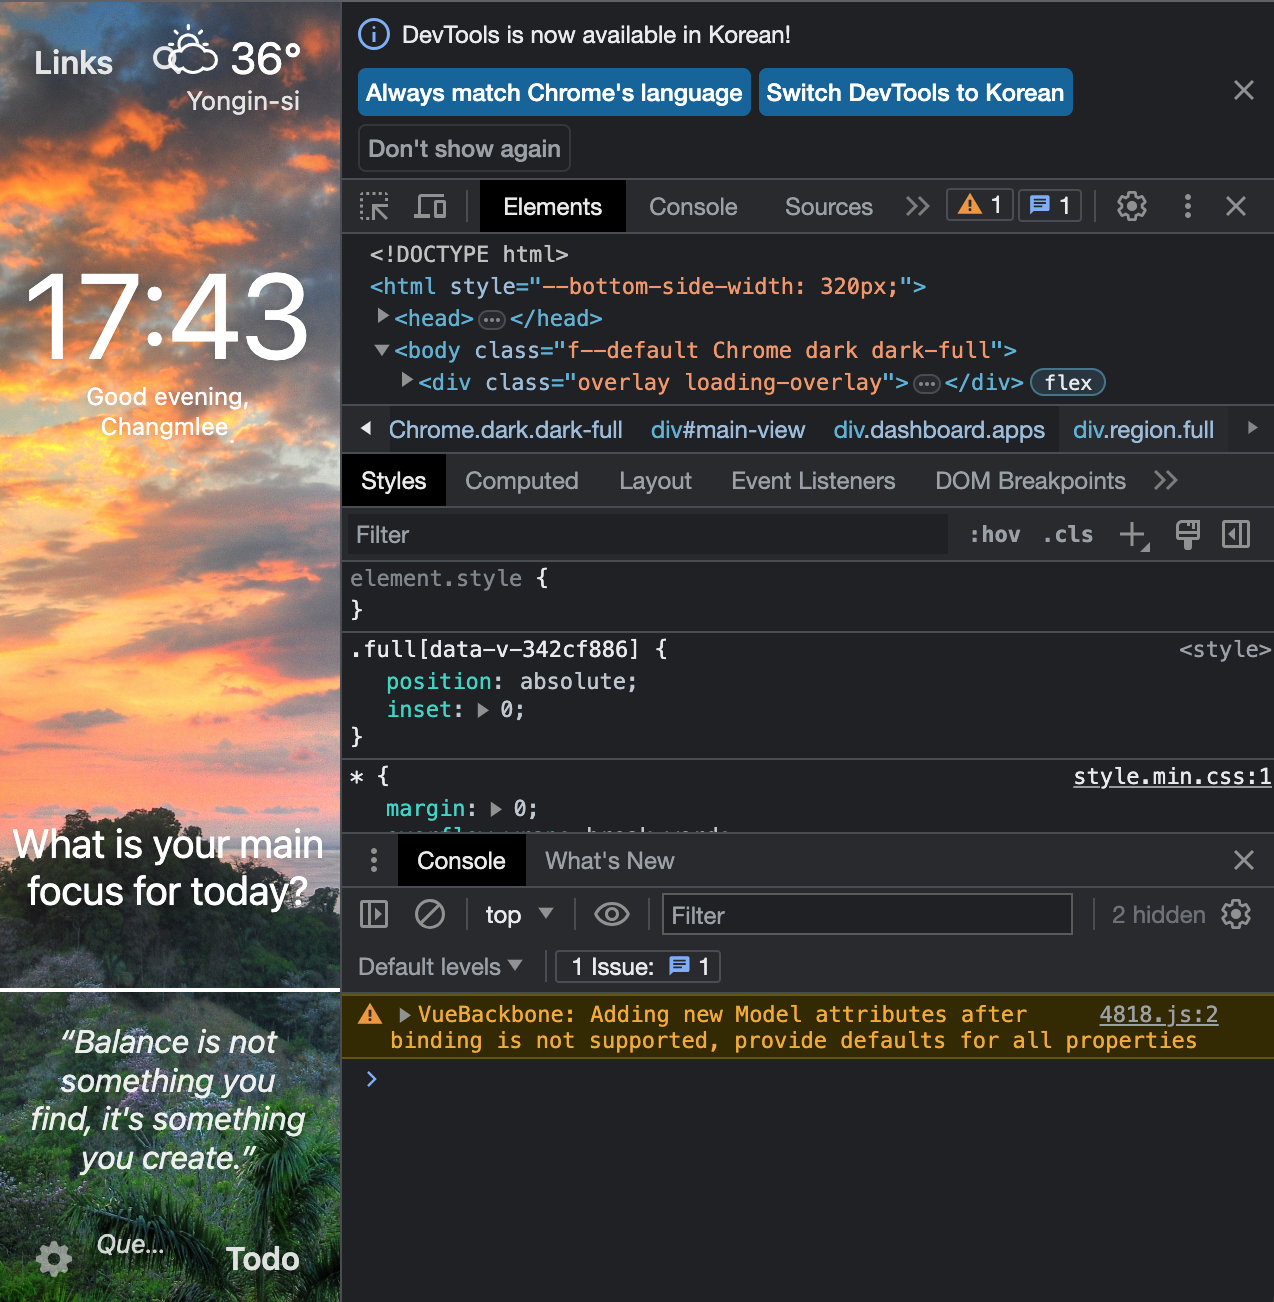 Links
36°
Yongin-si
17:43
Good evening,
Changmlee.
What is your main
focus for today?
“Balance is not
something you
find, it's something
you create.”
Que...
Todo
DevTools is now available in Korean!
Always match Chrome's language
Switch DevTools to Korean
Don't show again
Elements
Console
Sources
1
1
<!DOCTYPE html>
<html style="--bottom-side-width: 320px;">
<head>…</head>
<body class="f--default Chrome dark dark-full">
<div class="overlay loading-overlay">…</div> flex
Chrome.dark.dark-full div#main-view div.dashboard.apps div.region.full
Styles
Computed
Layout
Event Listeners
DOM Breakpoints
Filter
:hov .cls
element.style {
}
.full[data-v-342cf886] { <style>
position: absolute;
inset: 0;
}
* { style.min.css:1
margin: 0;
Console
What's New
top
Filter
2 hidden
Default levels
1 Issue: 1
VueBackbone: Adding new Model attributes after 4818.js:2
binding is not supported, provide defaults for all properties